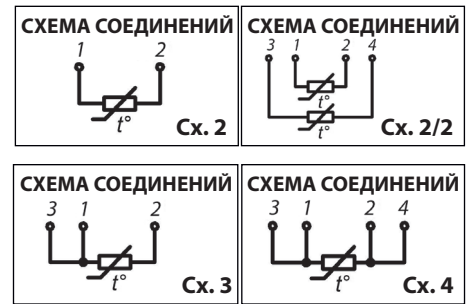 СХЕМА СОЕДИНЕНИЙ
1 2
t°
Сх. 2
СХЕМА СОЕДИНЕНИЙ
3 1 2 4
t°
t°
Сх. 2/2
СХЕМА СОЕДИНЕНИЙ
3 1 2
t°
Сх. 3
СХЕМА СОЕДИНЕНИЙ
3 1 2 4
t°
Сх. 4